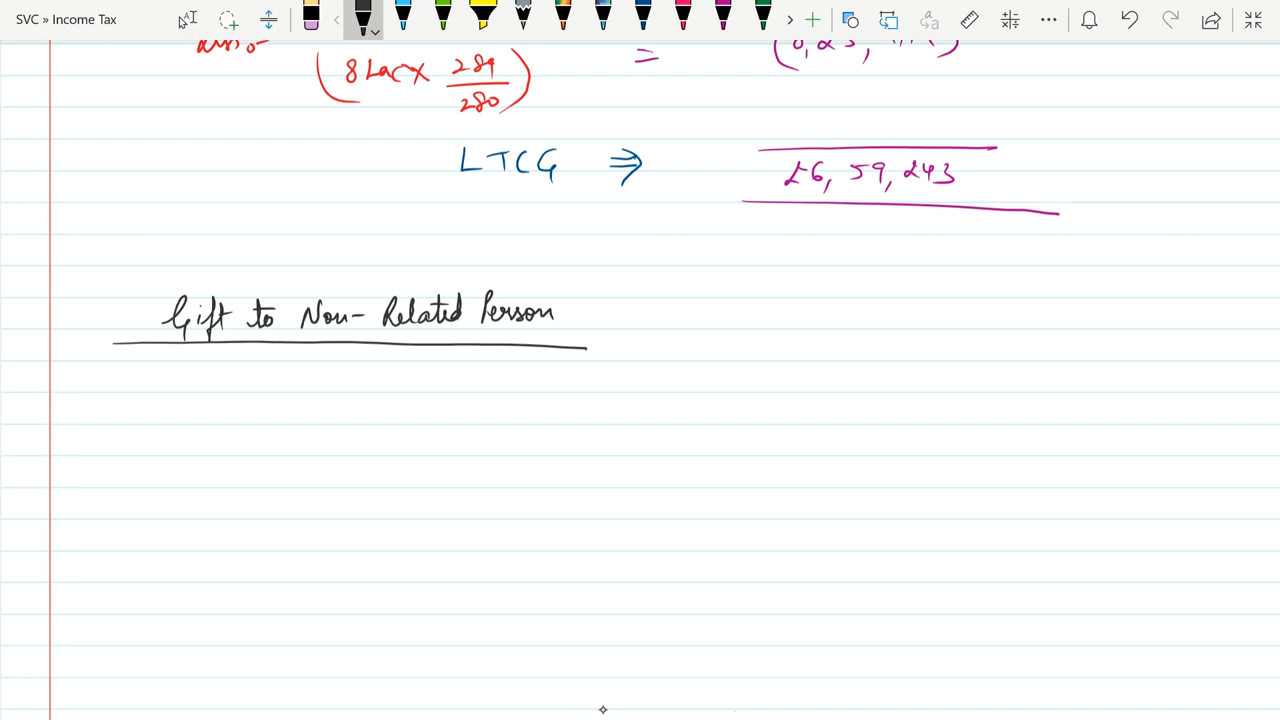 SVC » Income Tax
(8 Lac x 289/280) =
LTCG ⇒ 26, 59, 243
Gift to Non-Related Person